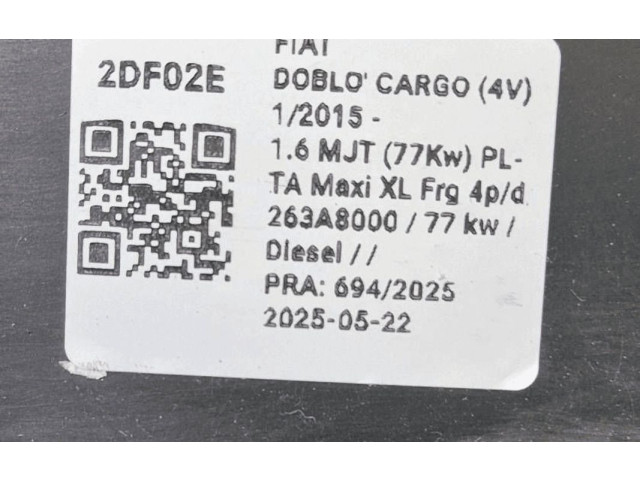 2DF02E
FIAT
DOBLO' CARGO (4V)
1/2015 -
1.6 MJT (77Kw) PL-
TA Maxi XL Frg 4p/d
263A8000 / 77 kw /
Diesel //
PRA: 694/2025
2025-05-22